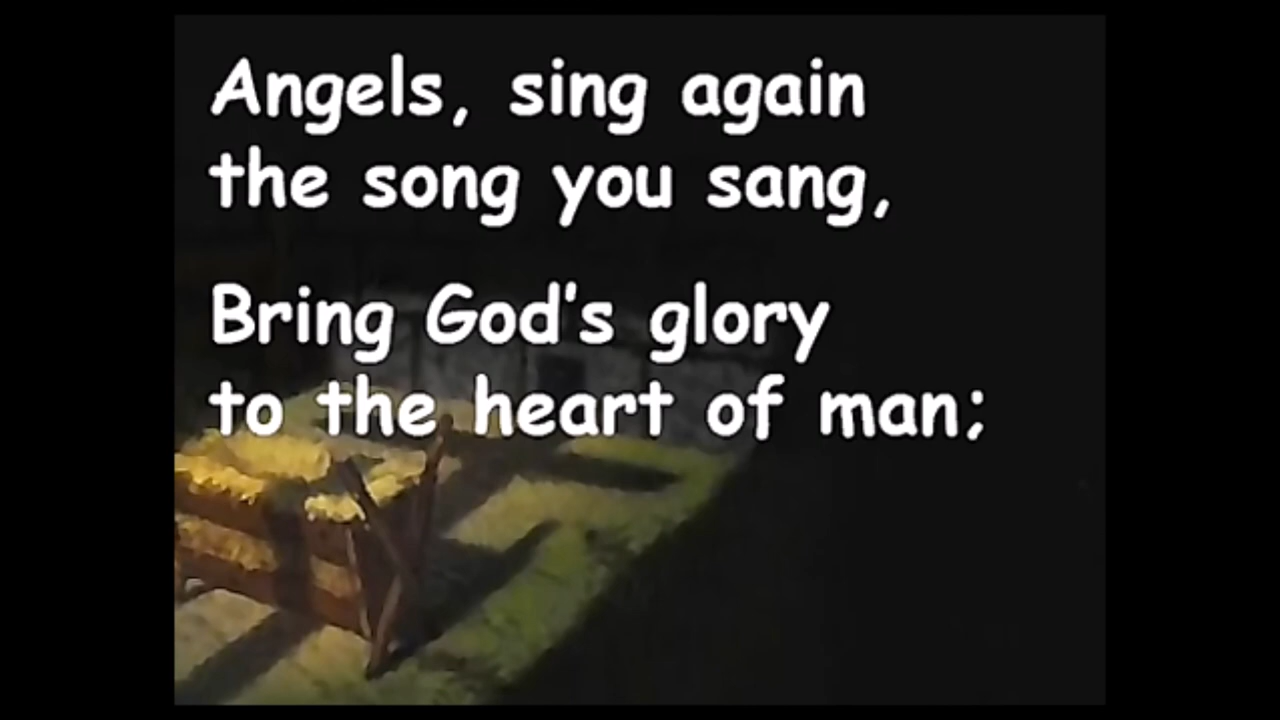 Angels, sing again
the song you sang,
Bring God's glory
to the heart of man;